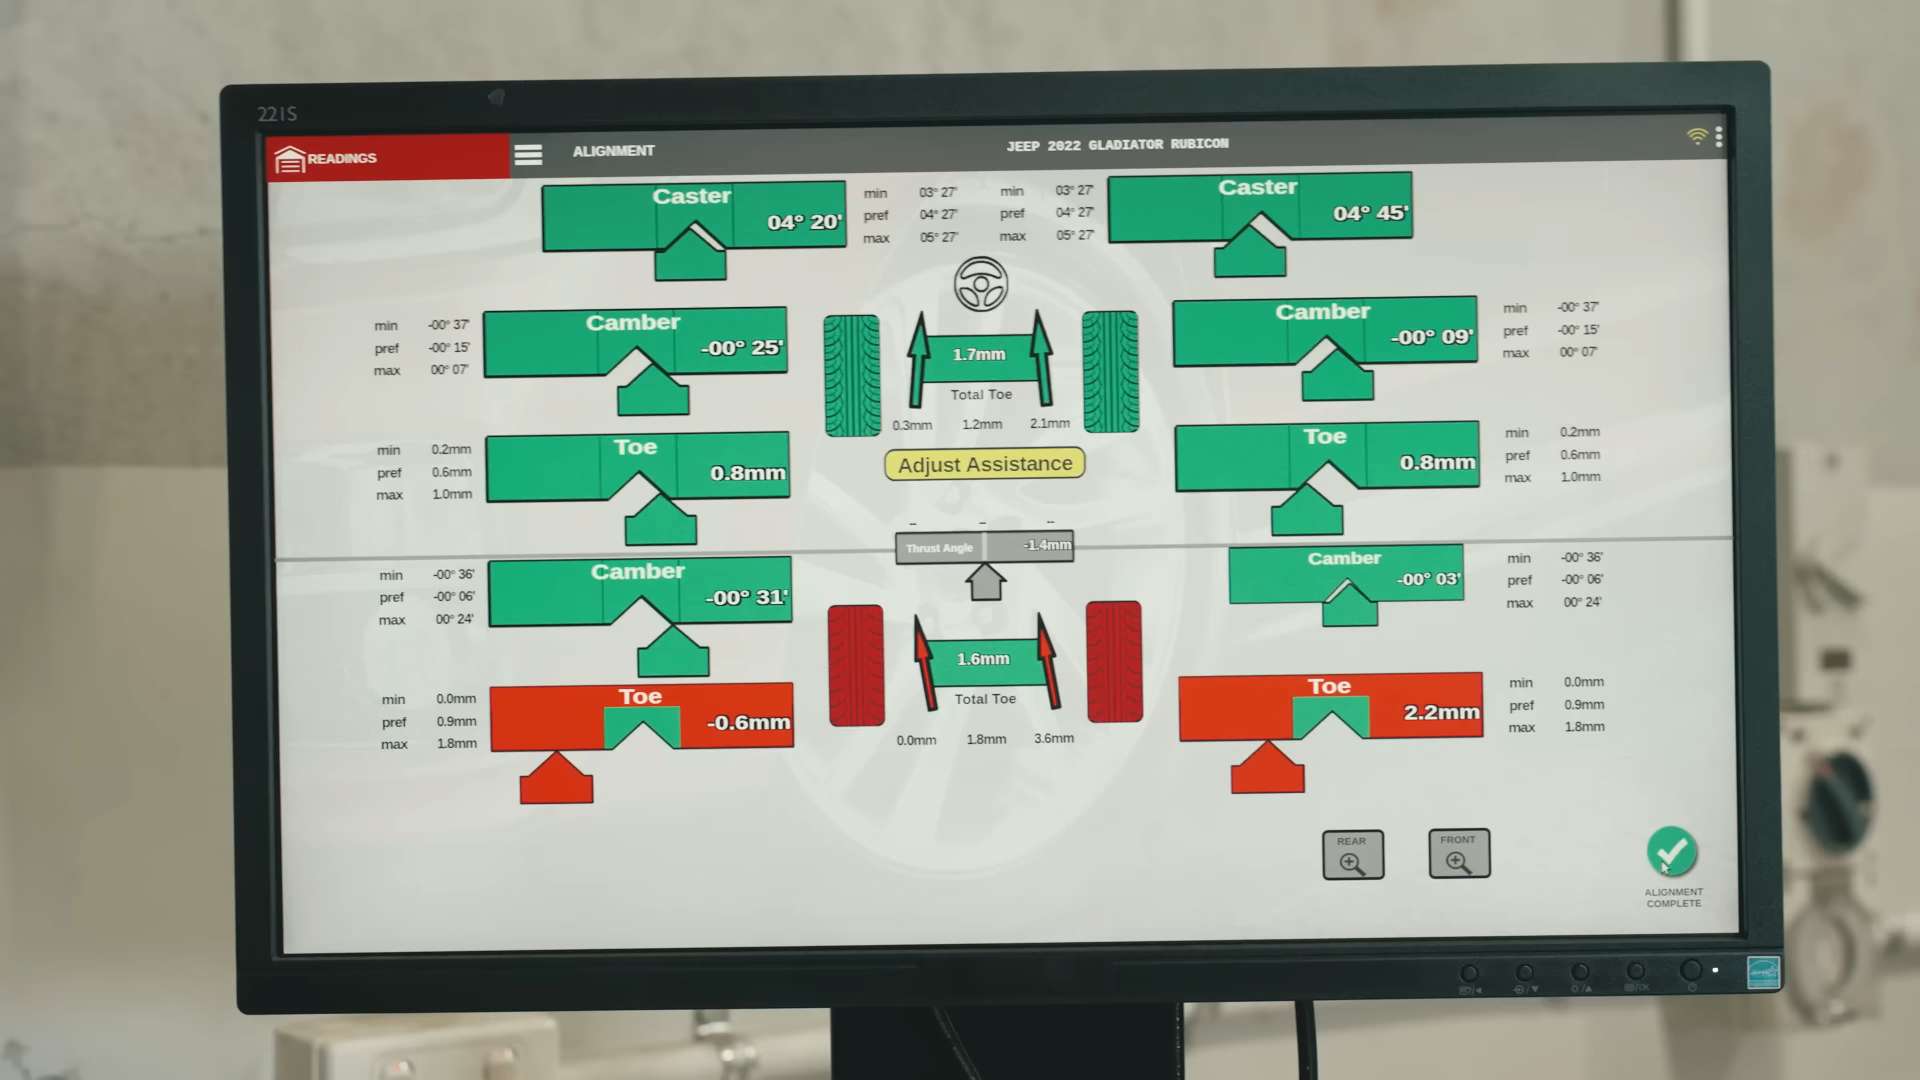 221S
READINGS
ALIGNMENT
JEEP 2022 GLADIATOR RUBICON
Caster
04° 20'
min 03° 27'
pref 04° 27'
max 05° 27'
min 03° 27'
pref 04° 27'
max 05° 27'
Caster
04° 45'
min -00° 37'
pref -00° 15'
max 00° 07'
Camber
-00° 25'
1.7mm
Total Toe
0.3mm 1.2mm 2.1mm
Camber
-00° 09'
min -00° 37'
pref -00° 15'
max 00° 07'
min 0.2mm
pref 0.6mm
max 1.0mm
Toe
0.8mm
Adjust Assistance
Toe
0.8mm
min 0.2mm
pref 0.6mm
max 1.0mm
-- -- --
Thrust Angle -1.4mm
min -00° 36'
pref -00° 06'
max 00° 24'
Camber
-00° 31'
Camber
-00° 03'
min -00° 36'
pref -00° 06'
max 00° 24'
1.6mm
Total Toe
0.0mm 1.8mm 3.6mm
min 0.0mm
pref 0.9mm
max 1.8mm
Toe
-0.6mm
Toe
2.2mm
min 0.0mm
pref 0.9mm
max 1.8mm
REAR
FRONT
ALIGNMENT
COMPLETE